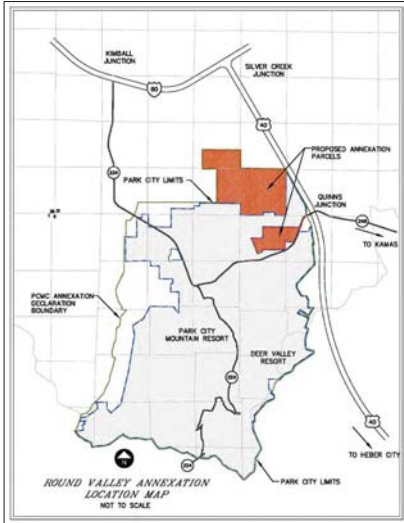 KIMBALL
JUNCTION
SILVER CREEK
JUNCTION
80
40
PROPOSED ANNEXATION
PARCELS
224
PARK CITY LIMITS
QUINNS
JUNCTION
248
TO KAMAS
PCMC ANNEXATION
DECLARATION
BOUNDARY
PARK CITY
MOUNTAIN RESORT
DEER VALLEY
RESORT
224
40
TO HEBER CITY
N
224
PARK CITY LIMITS
ROUND VALLEY ANNEXATION
LOCATION MAP
NOT TO SCALE